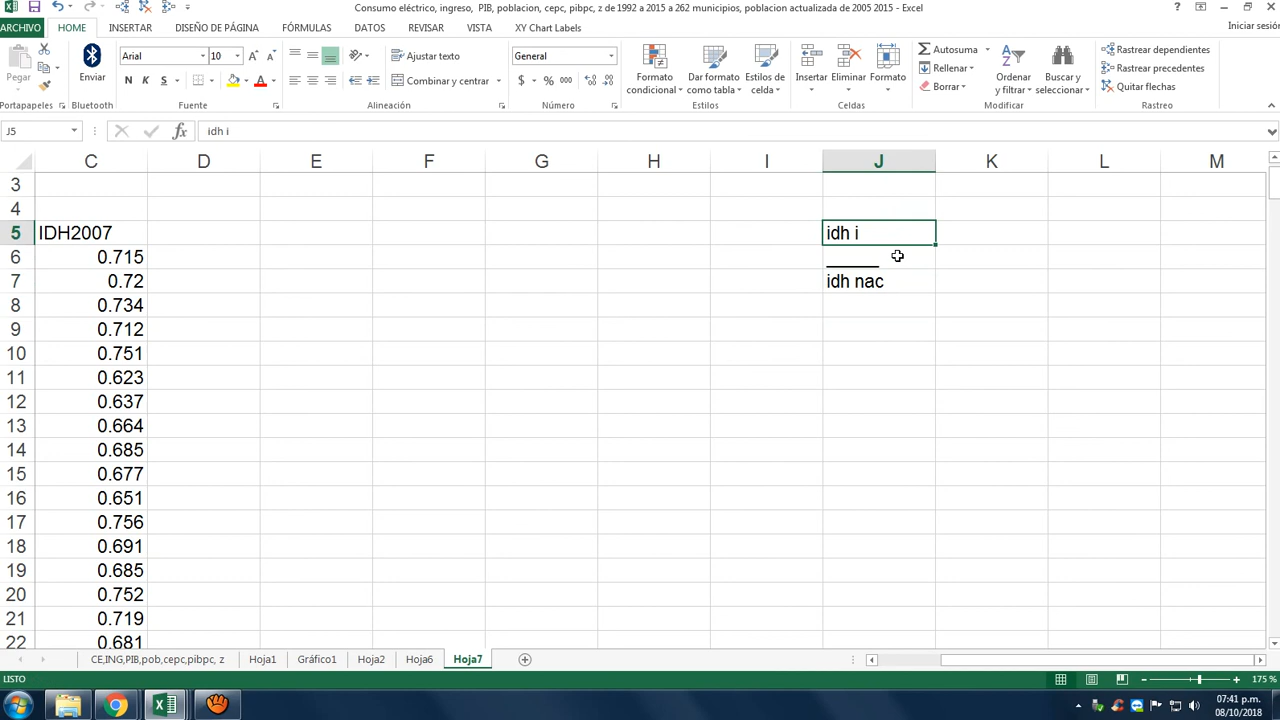 Consumo eléctrico, ingreso, PIB, poblacion, cepc, pibpc, z de 1992 a 2015 a 262 municipios, poblacion actualizada de 2005 2015 - Excel
ARCHIVO HOME INSERTAR DISEÑO DE PÁGINA FÓRMULAS DATOS REVISAR VISTA XY Chart Labels Iniciar sesió
Pegar
Portapapeles
Enviar
Bluetooth
Arial 10
N K S
Fuente
Ajustar texto
Combinar y centrar
Alineación
General
$ % 000
Número
Formato condicional
Dar formato como tabla
Estilos de celda
Estilos
Insertar Eliminar Formato
Celdas
Autosuma
Rellenar
Borrar
Ordenar y filtrar
Buscar y seleccionar
Modificar
Rastrear dependientes
Rastrear precedentes
Quitar flechas
Rastreo
J5 fx idh i
C D E F G H I J K L M
3
4
5 IDH2007 idh i
6 0.715 ______
7 0.72 idh nac
8 0.734
9 0.712
10 0.751
11 0.623
12 0.637
13 0.664
14 0.685
15 0.677
16 0.651
17 0.756
18 0.691
19 0.685
20 0.752
21 0.719
22 0.681
CE,ING,PIB,pob,cepc,pibpc, z Hoja1 Gráfico1 Hoja2 Hoja6 Hoja7
LISTO 175 %
07:41 p.m.
08/10/2018